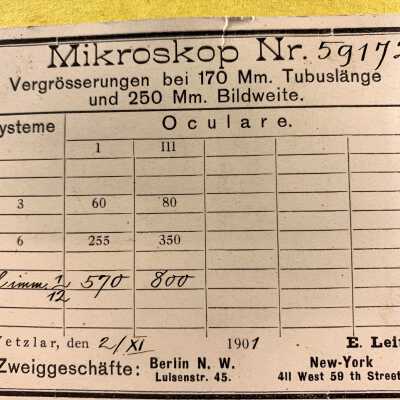 Mikroskop Nr. 59172
Vergrösserungen bei 170 Mm. Tubuslänge
und 250 Mm. Bildweite.
ysteme Oculare.
I III
3 60 80
6 255 350
imm. 1/12 570 800
etzlar, den 2/XI 1901 E. Lei
Zweiggeschäfte: Berlin N. W. New-York
Luisenstr. 45. 411 West 59 th Street